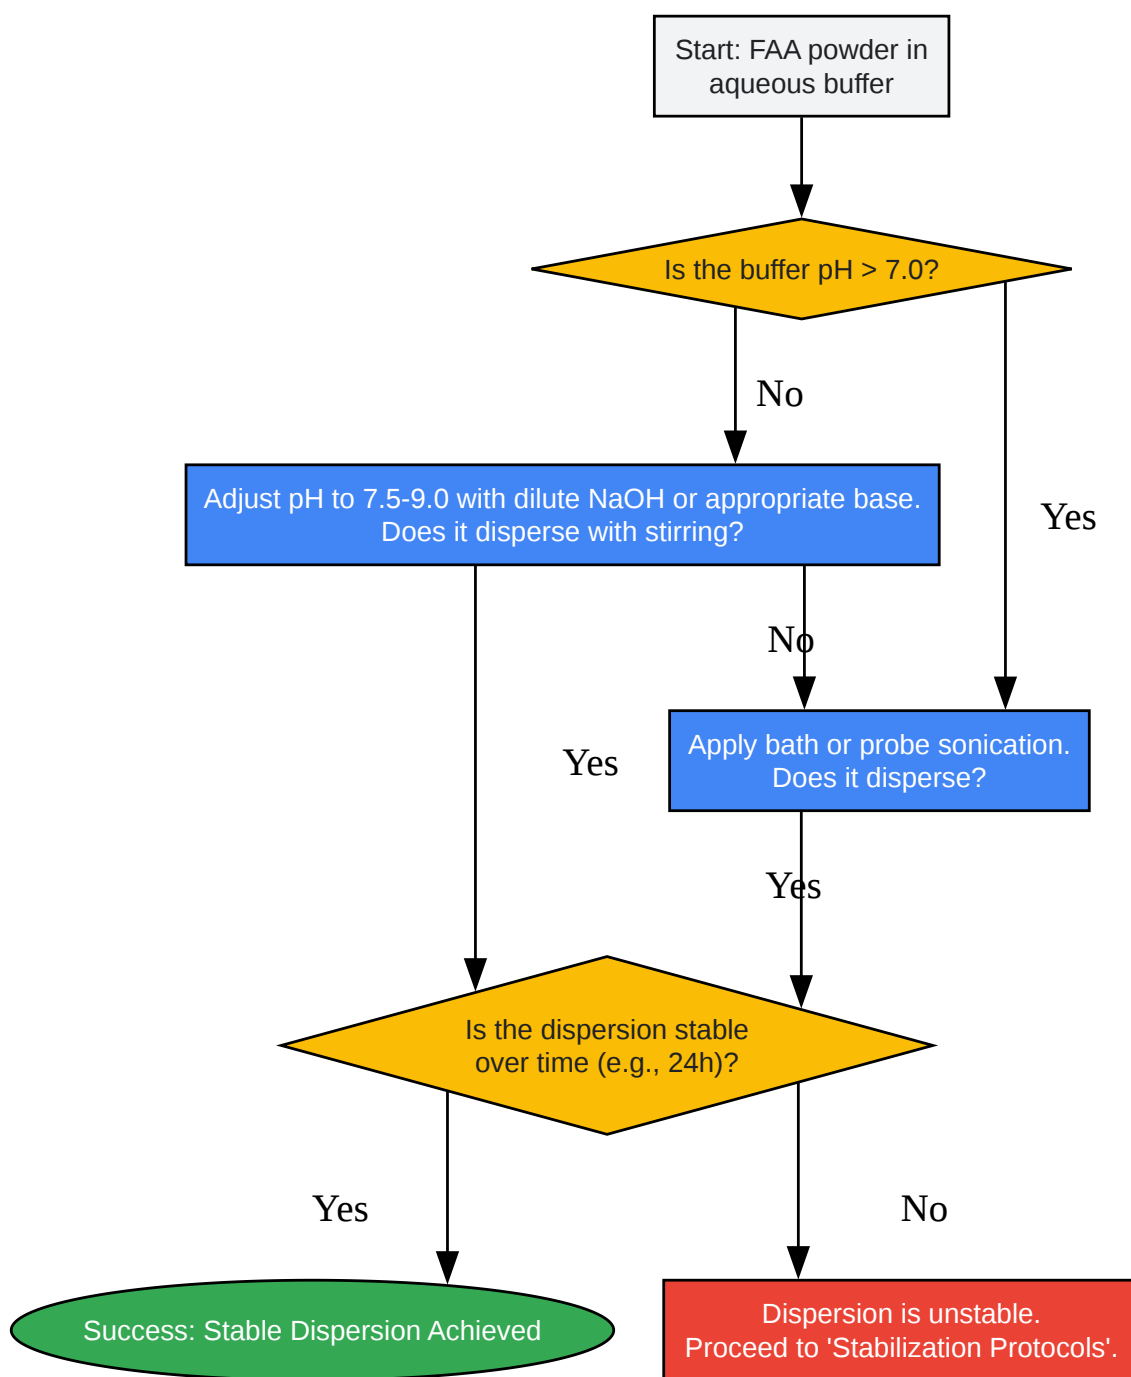 Start: FAA powder in
aqueous buffer
Is the buffer pH > 7.0?
No
Adjust pH to 7.5-9.0 with dilute NaOH or appropriate base.
Does it disperse with stirring?
Yes
No
Apply bath or probe sonication.
Does it disperse?
Yes
Yes
Is the dispersion stable
over time (e.g., 24h)?
Yes
No
Success: Stable Dispersion Achieved
Dispersion is unstable.
Proceed to 'Stabilization Protocols'.